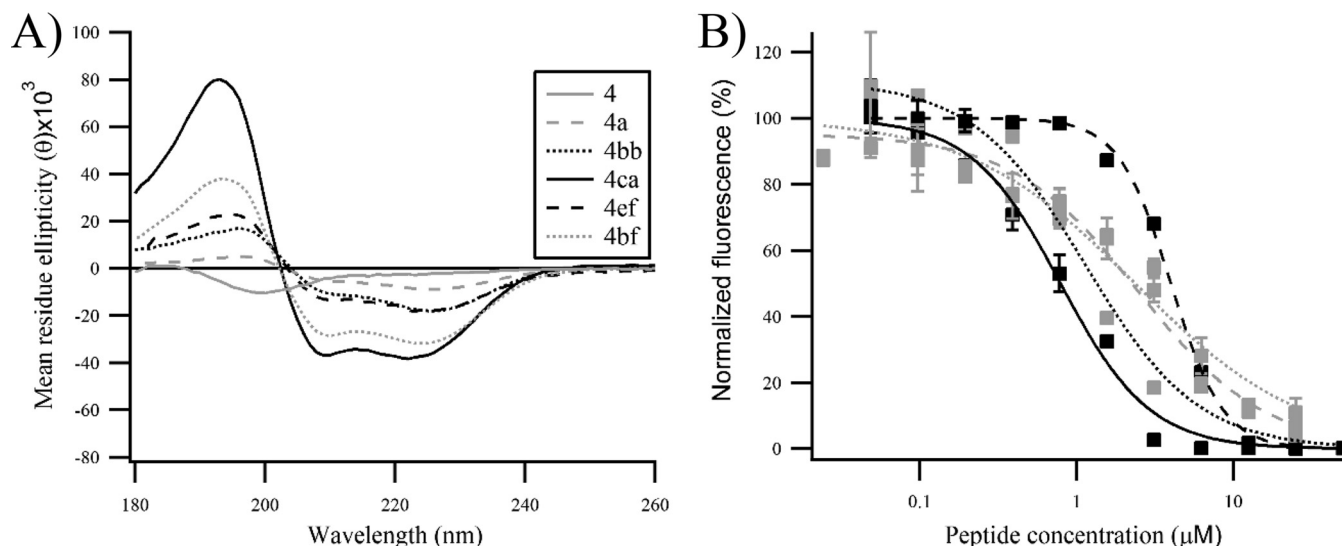 A)
Mean residue ellipticity (θ)x10³
100
80
60
40
20
0
-20
-40
-60
-80
180
200
220
240
260
Wavelength (nm)
4
4a
4bb
4ca
4ef
4bf
B)
Normalized fluorescence (%)
120
100
80
60
40
20
0
0.1
1
10
Peptide concentration (µM)